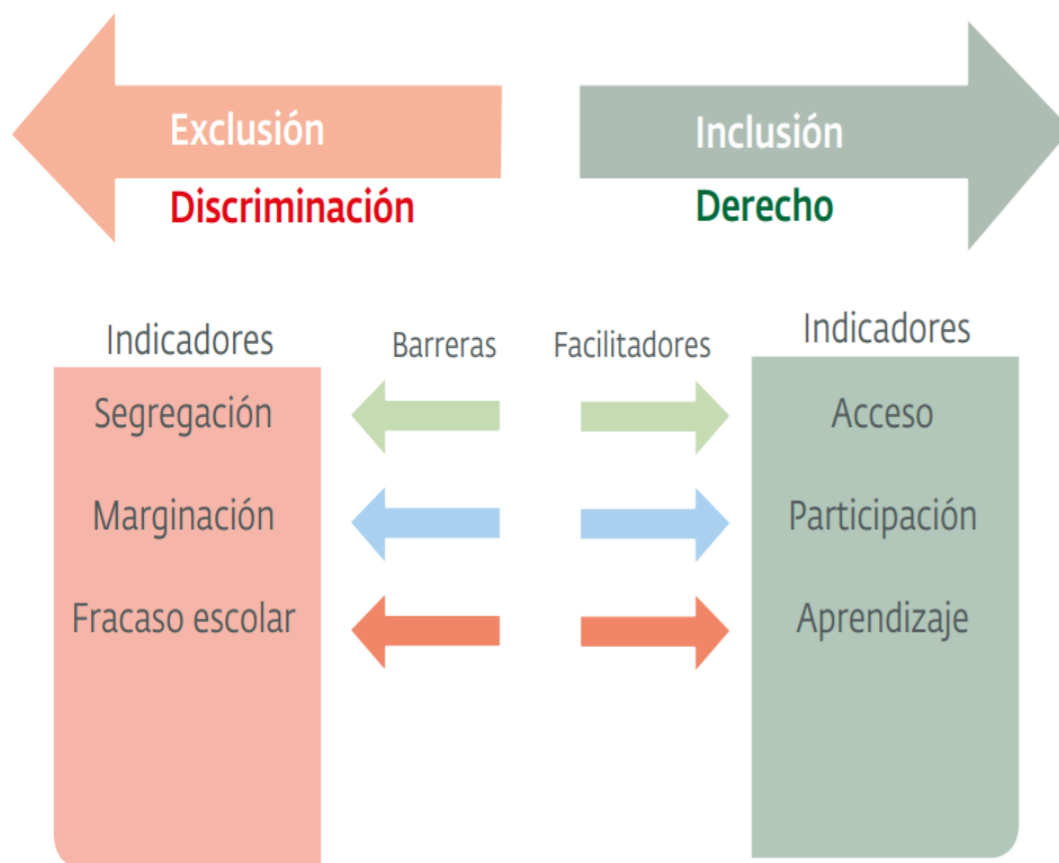 Exclusión
Discriminación
Inclusión
Derecho
Indicadores
Barreras
Facilitadores
Indicadores
Segregación
Acceso
Marginación
Participación
Fracaso escolar
Aprendizaje